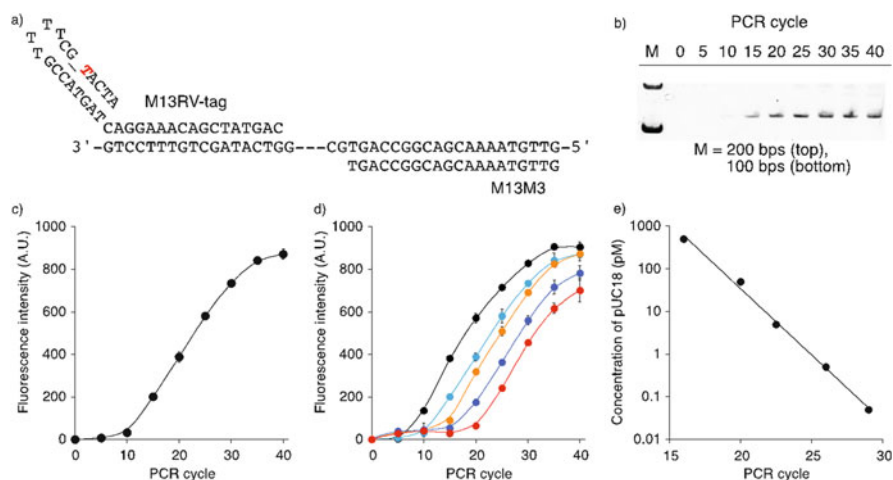 a)
T
T
T
TTCG_TACTA
TGCCATGAT
M13RV-tag
CAGGAAACAGCTATGAC
3'-GTCCTTTGTCGATACTGG---CGTGACCGGCAGCAAAATGTTG-5'
TGACCGGCAGCAAAATGTTG
M13M3
b)
PCR cycle
M 0 5 10 15 20 25 30 35 40
M = 200 bps (top),
100 bps (bottom)
c)
Fluorescence intensity (A.U.)
1000
800
600
400
200
0
0 10 20 30 40
PCR cycle
d)
Fluorescence intensity (A.U.)
1000
800
600
400
200
0
0 10 20 30 40
PCR cycle
e)
Concentration of pUC18 (pM)
1000
100
10
1
0.1
0.01
15 20 25 30
PCR cycle